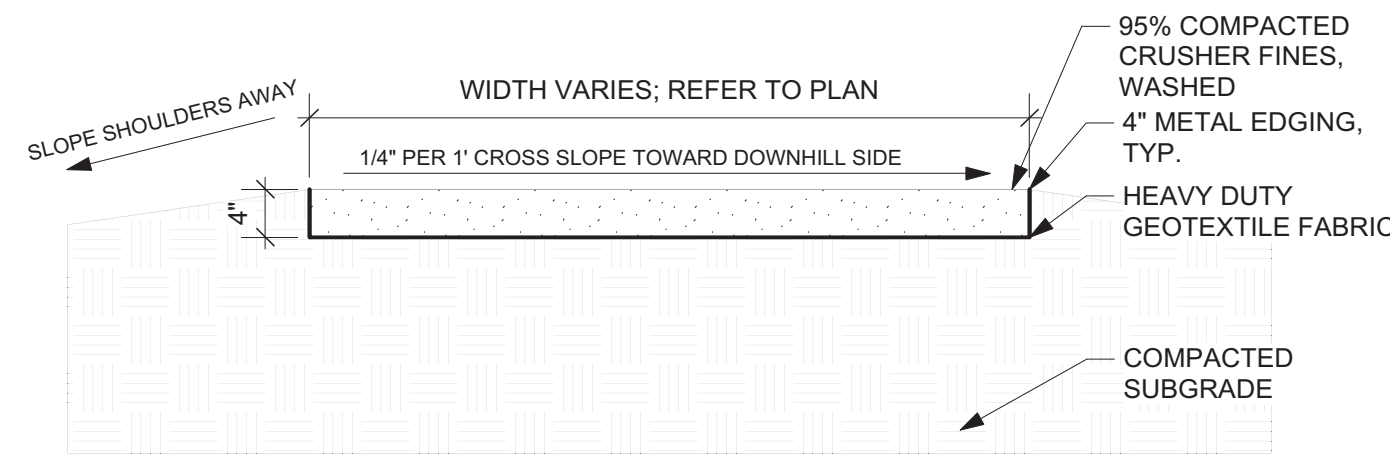 95% COMPACTED
CRUSHER FINES,
WASHED
WIDTH VARIES; REFER TO PLAN
SLOPE SHOULDERS AWAY
4" METAL EDGING,
TYP.
1/4" PER 1' CROSS SLOPE TOWARD DOWNHILL SIDE
4"
HEAVY DUTY
GEOTEXTILE FABRIC
COMPACTED
SUBGRADE